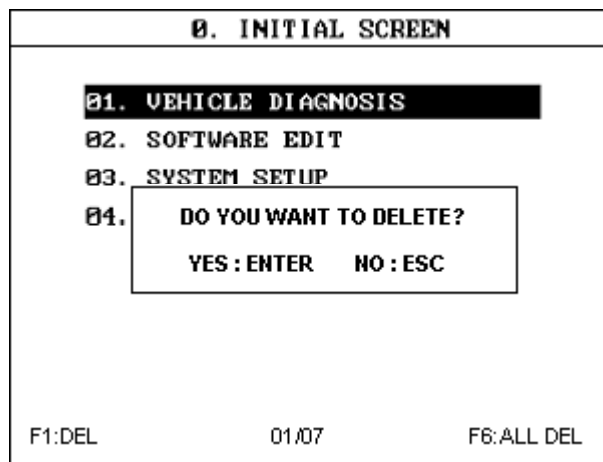 0. INITIAL SCREEN
01. VEHICLE DIAGNOSIS
02. SOFTWARE EDIT
03. SYSTEM SETUP
04.
DO YOU WANT TO DELETE?
YES : ENTER NO : ESC
F1:DEL 01/07 F6:ALL DEL